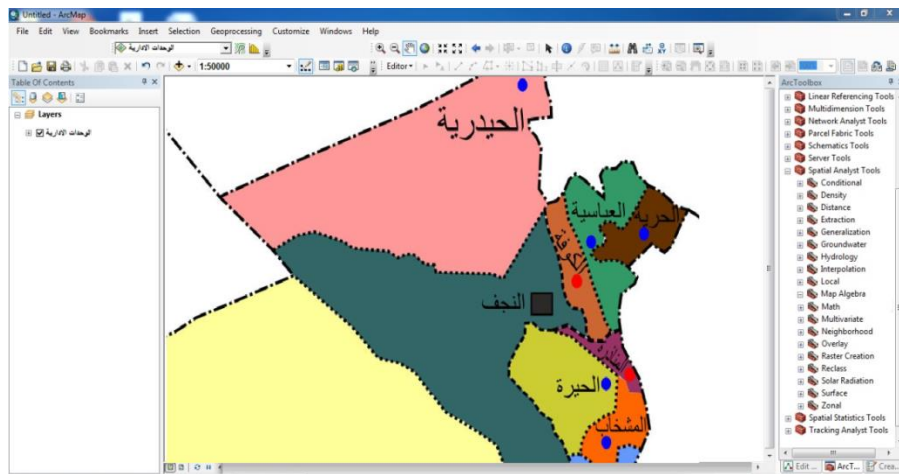 Untitled - ArcMap
File Edit View Bookmarks Insert Selection Geoprocessing Customize Windows Help
الوحدات الادارية
1:50000
Editor
Table Of Contents
Layers
الوحدات الادارية
الحيدرية
العباسية
الحرية
الكوفة
النجف
الحيرة
المشخاب
ArcToolbox
Linear Referencing Tools
Multidimension Tools
Network Analyst Tools
Parcel Fabric Tools
Schematics Tools
Server Tools
Spatial Analyst Tools
Conditional
Density
Distance
Extraction
Generalization
Groundwater
Hydrology
Interpolation
Local
Map Algebra
Math
Multivariate
Neighborhood
Overlay
Raster Creation
Reclass
Solar Radiation
Surface
Zonal
Spatial Statistics Tools
Tracking Analyst Tools
Edit ...
ArcT...
Crea...